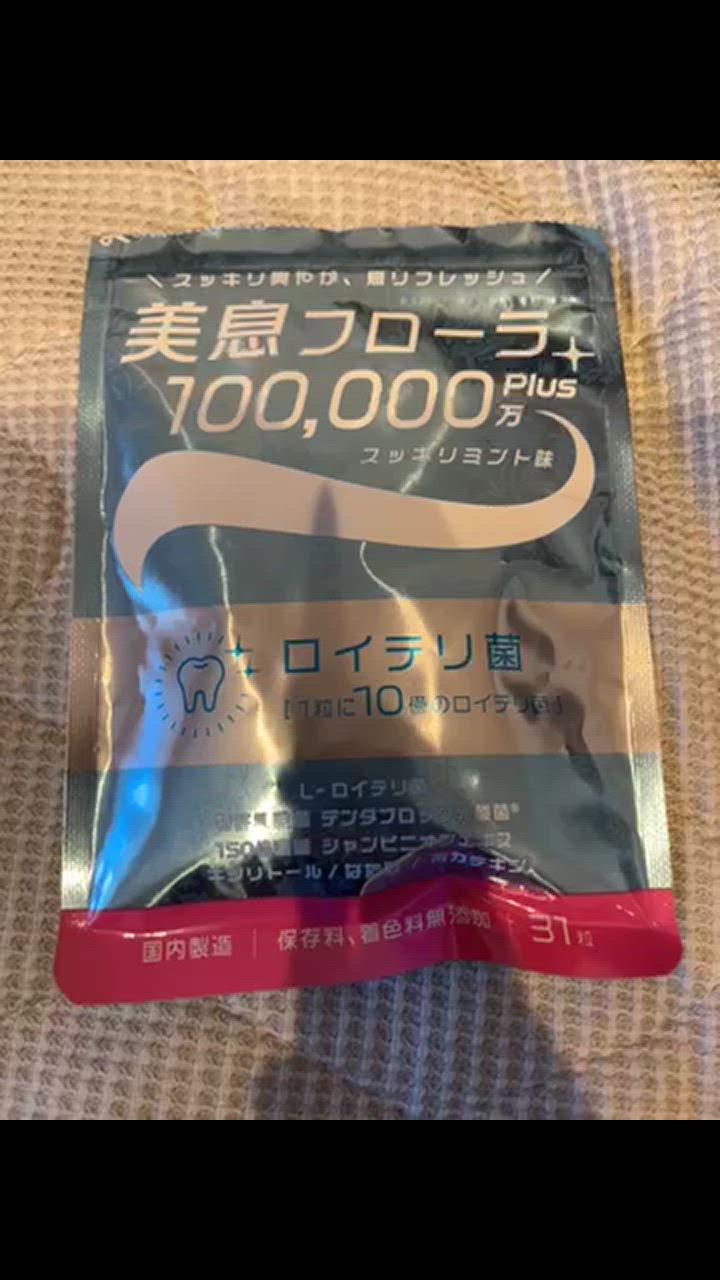 \ スッキリ爽やか、息リフレッシュ /
美息フローラ
100,000万 Plus
スッキリミント味
ロイテリ菌
[1粒に10億のロイテリ菌]
L-ロイテリ菌
デンタブロック 酸菌®
シャンピニオンエキス
キシリトール /
国内製造 | 保存料、着色料無添加 31粒